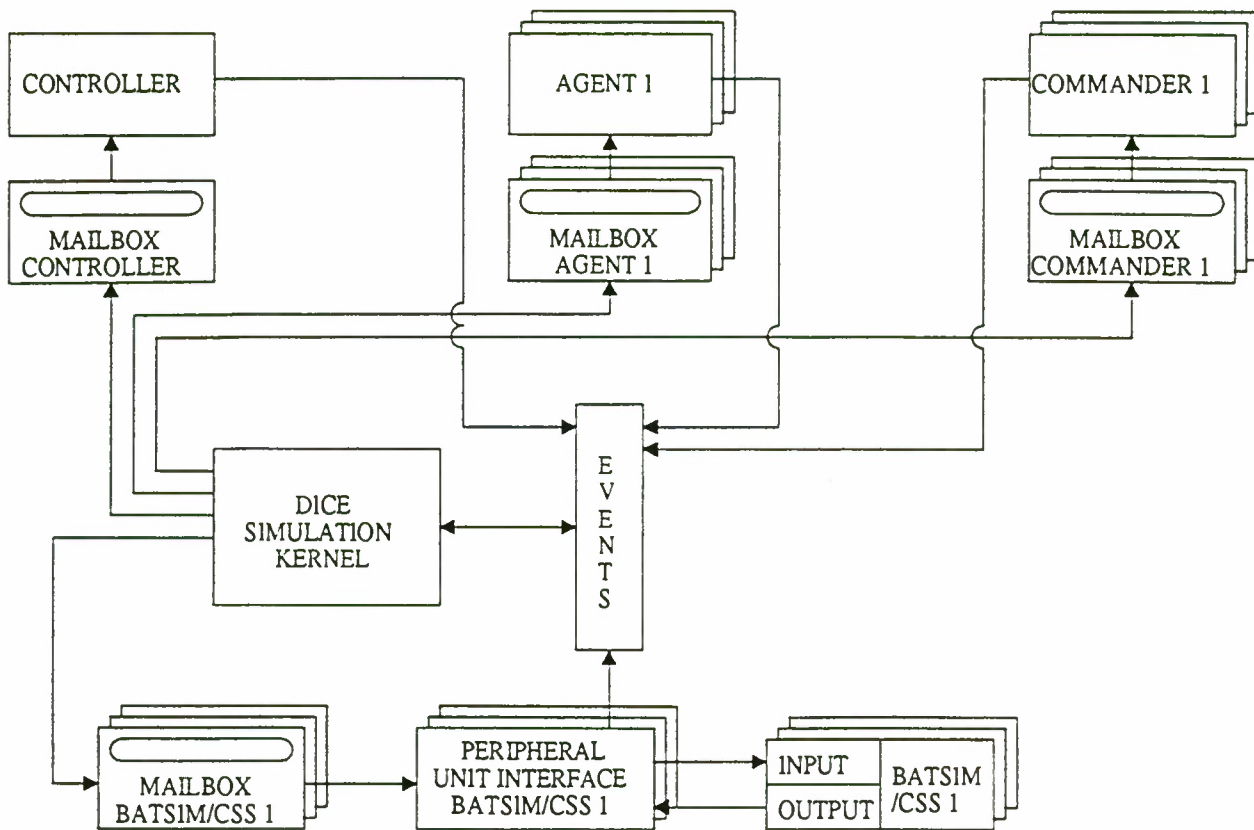 CONTROLLER
AGENT 1
COMMANDER 1
MAILBOX
CONTROLLER
MAILBOX
AGENT 1
MAILBOX
COMMANDER 1
DICE
SIMULATION
KERNEL
EVENTS
MAILBOX
BATSIM/CSS 1
PERIPHERAL
UNIT INTERFACE
BATSIM/CSS 1
INPUT
OUTPUT
BATSIM
/CSS 1